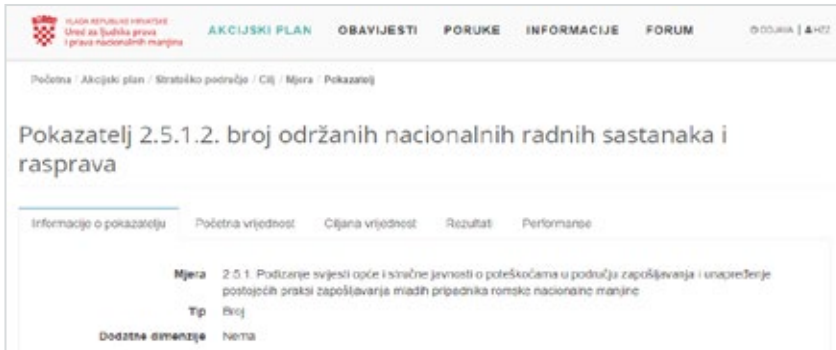 VLADA REPUBLIKE HRVATSKE
Ured za ljudska prava
i prava nacionalnih manjina
AKCIJSKI PLAN OBAVIJESTI PORUKE INFORMACIJE FORUM ODJAVA | HZZ
Početna / Akcijski plan / Strateško područje / Cilj / Mjera / Pokazatelj
Pokazatelj 2.5.1.2. broj održanih nacionalnih radnih sastanaka i
rasprava
Informacije o pokazatelju Početna vrijednost Ciljana vrijednost Rezultati Performanse
Mjera 2.5.1. Podizanje svijesti opće i stručne javnosti o poteškoćama u području zapošljavanja i unapređenje
postojećih praksi zapošljavanja mladih pripadnika romske nacionalne manjine
Tip Broj
Dodatne dimenzije Nema